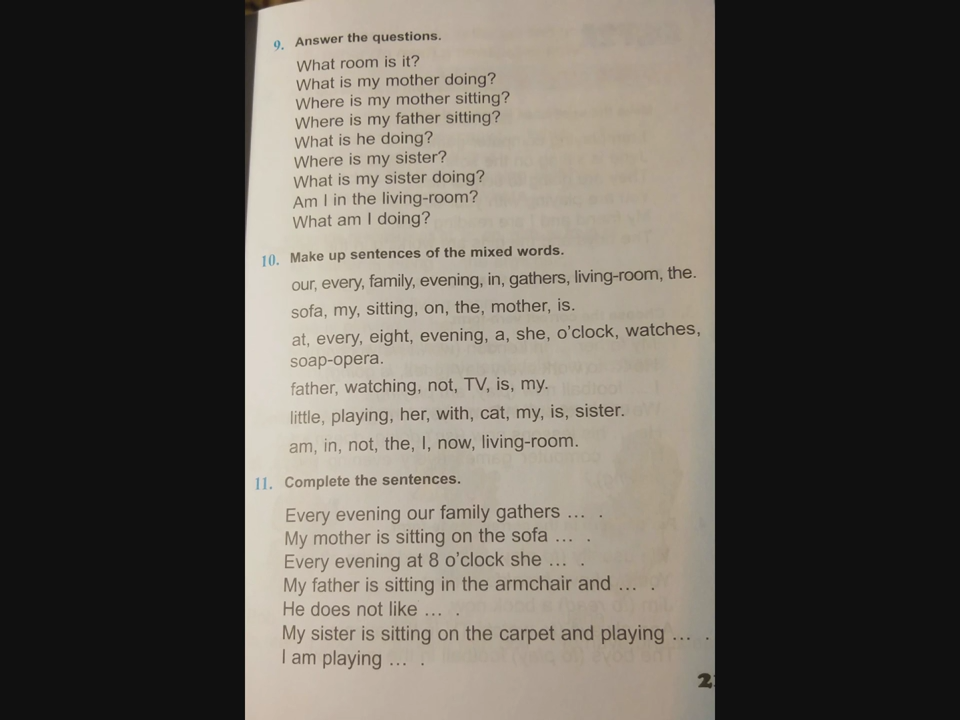 9. Answer the questions.
What room is it?
What is my mother doing?
Where is my mother sitting?
Where is my father sitting?
What is he doing?
Where is my sister?
What is my sister doing?
Am I in the living-room?
What am I doing?
10. Make up sentences of the mixed words.
our, every, family, evening, in, gathers, living-room, the.
sofa, my, sitting, on, the, mother, is.
at, every, eight, evening, a, she, o'clock, watches,
soap-opera.
father, watching, not, TV, is, my.
little, playing, her, with, cat, my, is, sister.
am, in, not, the, I, now, living-room.
11. Complete the sentences.
Every evening our family gathers ... .
My mother is sitting on the sofa ... .
Every evening at 8 o'clock she ... .
My father is sitting in the armchair and ... .
He does not like ... .
My sister is sitting on the carpet and playing ... .
I am playing ... .